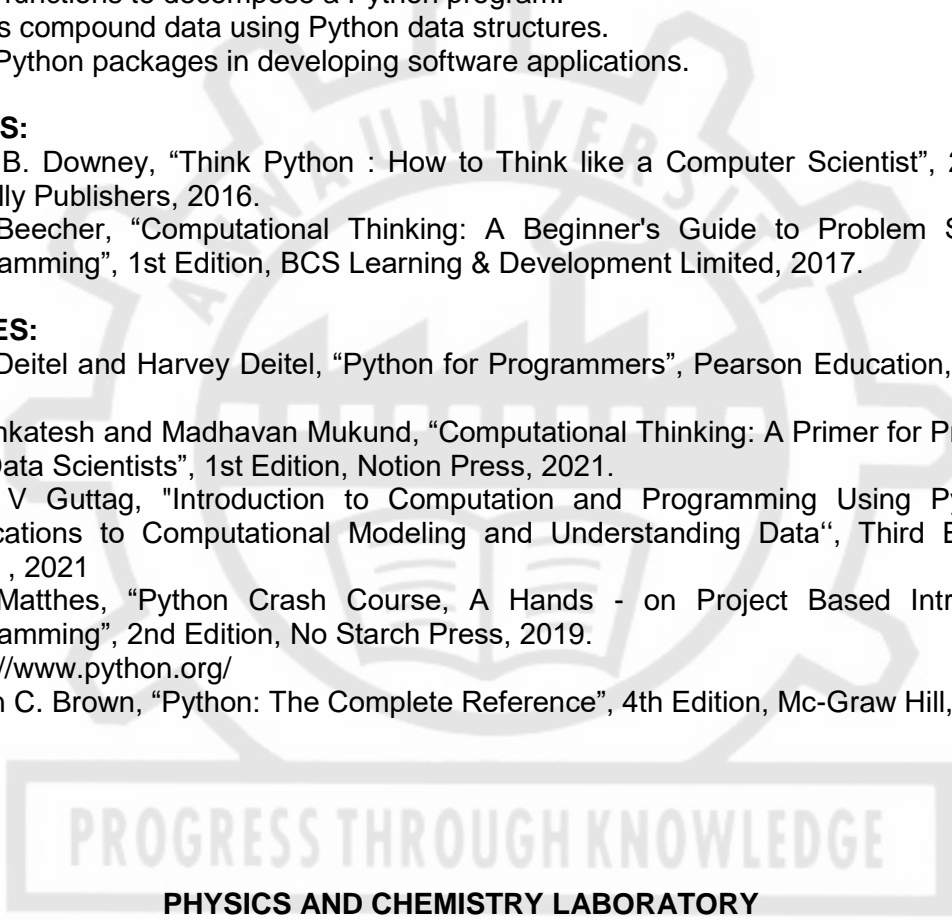 functions to decompose a Python program.
s compound data using Python data structures.
Python packages in developing software applications.
S:
B. Downey, “Think Python : How to Think like a Computer Scientist”, 2
lly Publishers, 2016.
Beecher, “Computational Thinking: A Beginner's Guide to Problem S
amming”, 1st Edition, BCS Learning & Development Limited, 2017.
ES:
Deitel and Harvey Deitel, “Python for Programmers”, Pearson Education,
nkatesh and Madhavan Mukund, “Computational Thinking: A Primer for Pr
Data Scientists”, 1st Edition, Notion Press, 2021.
V Guttag, "Introduction to Computation and Programming Using Py
cations to Computational Modeling and Understanding Data‘‘, Third E
, 2021
Matthes, “Python Crash Course, A Hands - on Project Based Intr
amming”, 2nd Edition, No Starch Press, 2019.
//www.python.org/
n C. Brown, “Python: The Complete Reference”, 4th Edition, Mc-Graw Hill,
ANNA UNIVERSITY
PROGRESS THROUGH KNOWLEDGE
PHYSICS AND CHEMISTRY LABORATORY